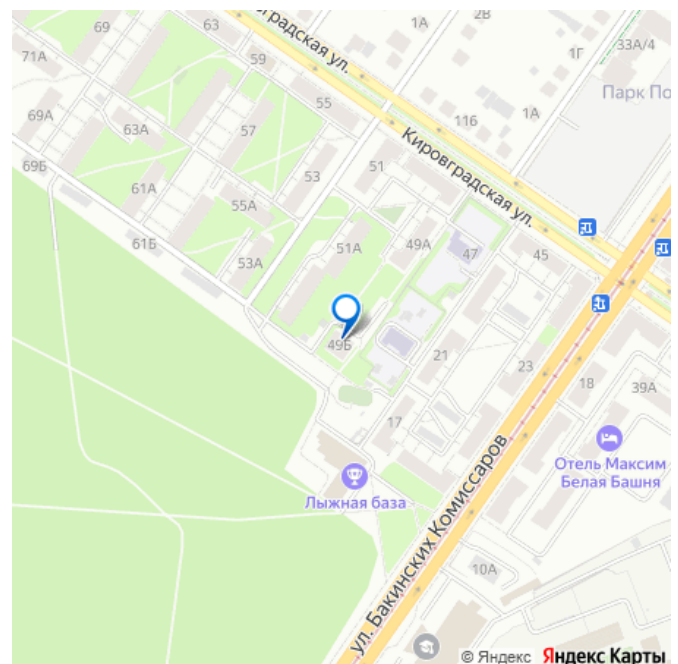 69
63
1А
2В
вградская ул.
71А
59
1Г
33А/4
55
Парк По
69А
63А
57
116
1А
Кировградская ул.
69Б
61А
53
51
55А
61Б
53А
51А
49А
47
45
49Б
21
23
18
39А
17
Отель Максим
Белая Башня
Лыжная база
ул. Бакинских Комиссаров
10А
© Яндекс Яндекс Карты